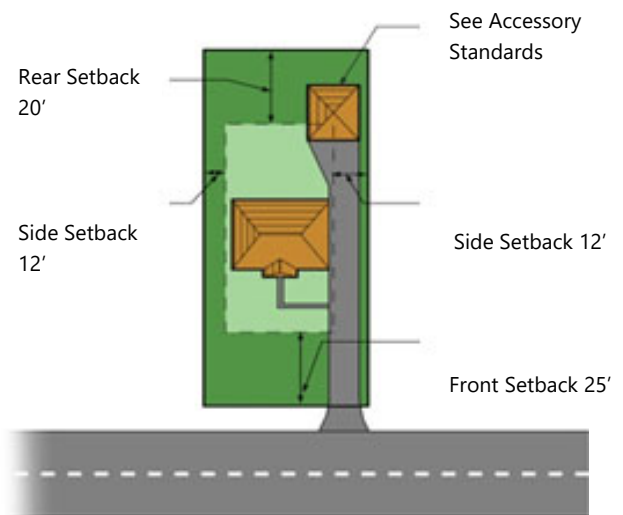 See Accessory
Standards
Rear Setback
20’
Side Setback
12’
Side Setback 12’
Front Setback 25’